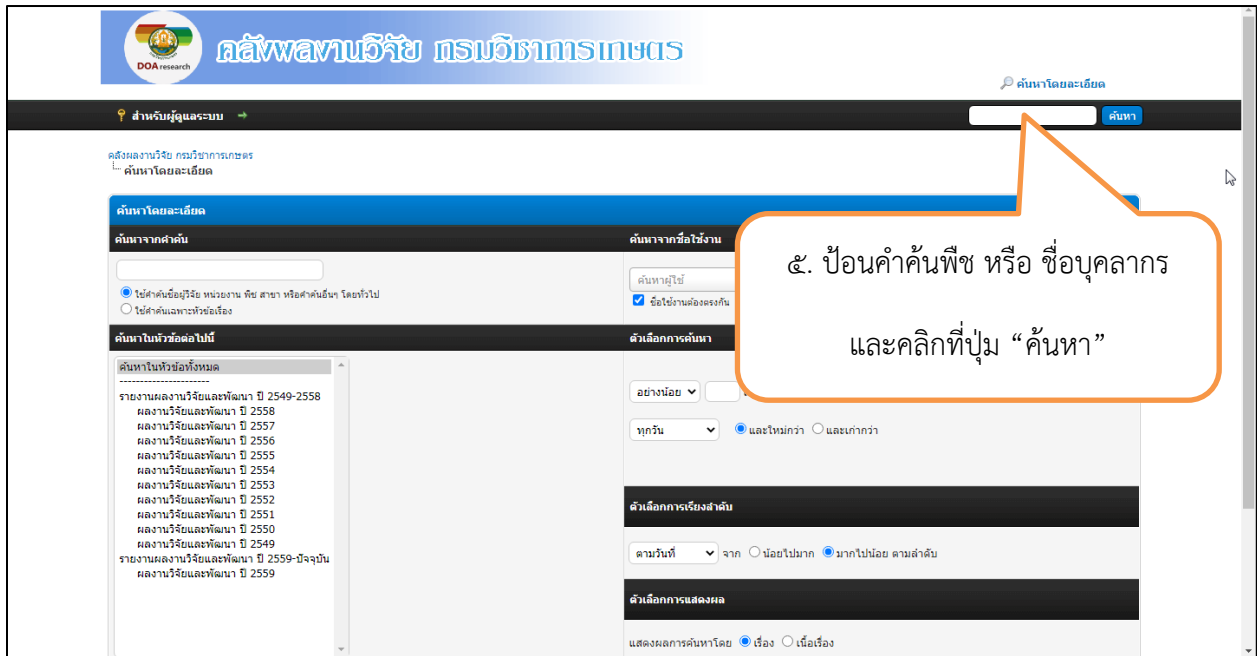 DOA research
คลังผลงานวิจัย กรมวิชาการเกษตร
ค้นหาโดยละเอียด
สำหรับผู้ดูแลระบบ
ค้นหา
คลังผลงานวิจัย กรมวิชาการเกษตร
ค้นหาโดยละเอียด
ค้นหาโดยละเอียด
ค้นหาจากคำค้น
ใช้คำค้นชื่อผู้วิจัย หน่วยงาน พืช สาขา หรือคำค้นอื่นๆ โดยทั่วไป
ใช้คำค้นเฉพาะหัวข้อเรื่อง
ค้นหาจากชื่อใช้งาน
ค้นหาผู้ใช้
ชื่อใช้งานต้องตรงกัน
๕. ป้อนคำค้นพืช หรือ ชื่อบุคลากร
และคลิกที่ปุ่ม “ค้นหา”
ค้นหาในหัวข้อต่อไปนี้
ค้นหาในหัวข้อทั้งหมด
----------------------
รายงานผลงานวิจัยและพัฒนา ปี 2549-2558
ผลงานวิจัยและพัฒนา ปี 2558
ผลงานวิจัยและพัฒนา ปี 2557
ผลงานวิจัยและพัฒนา ปี 2556
ผลงานวิจัยและพัฒนา ปี 2555
ผลงานวิจัยและพัฒนา ปี 2554
ผลงานวิจัยและพัฒนา ปี 2553
ผลงานวิจัยและพัฒนา ปี 2552
ผลงานวิจัยและพัฒนา ปี 2551
ผลงานวิจัยและพัฒนา ปี 2550
ผลงานวิจัยและพัฒนา ปี 2549
รายงานผลงานวิจัยและพัฒนา ปี 2559-ปัจจุบัน
ผลงานวิจัยและพัฒนา ปี 2559
ตัวเลือกการค้นหา
อย่างน้อย
ทุกวัน และใหม่กว่า และเก่ากว่า
ตัวเลือกการเรียงลำดับ
ตามวันที่ จาก น้อยไปมาก มากไปน้อย ตามลำดับ
ตัวเลือกการแสดงผล
แสดงผลการค้นหาโดย เรื่อง เนื้อเรื่อง